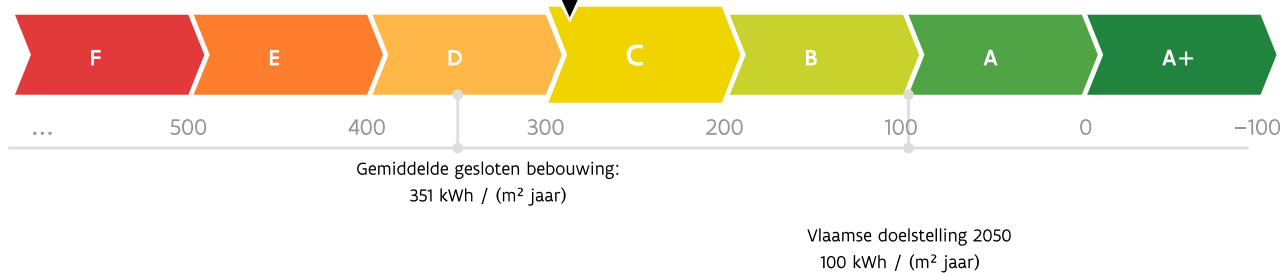 F E D C B A A+
... 500 400 300 200 100 0 −100
Gemiddelde gesloten bebouwing:
351 kWh / (m² jaar)
Vlaamse doelstelling 2050
100 kWh / (m² jaar)